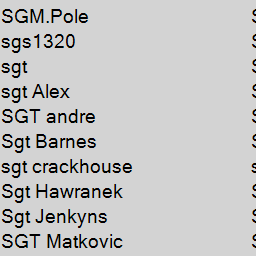 SGM.Pole
sgs1320
sgt
sgt Alex
SGT andre
Sgt Barnes
sgt crackhouse
Sgt Hawranek
Sgt Jenkyns
SGT Matkovic